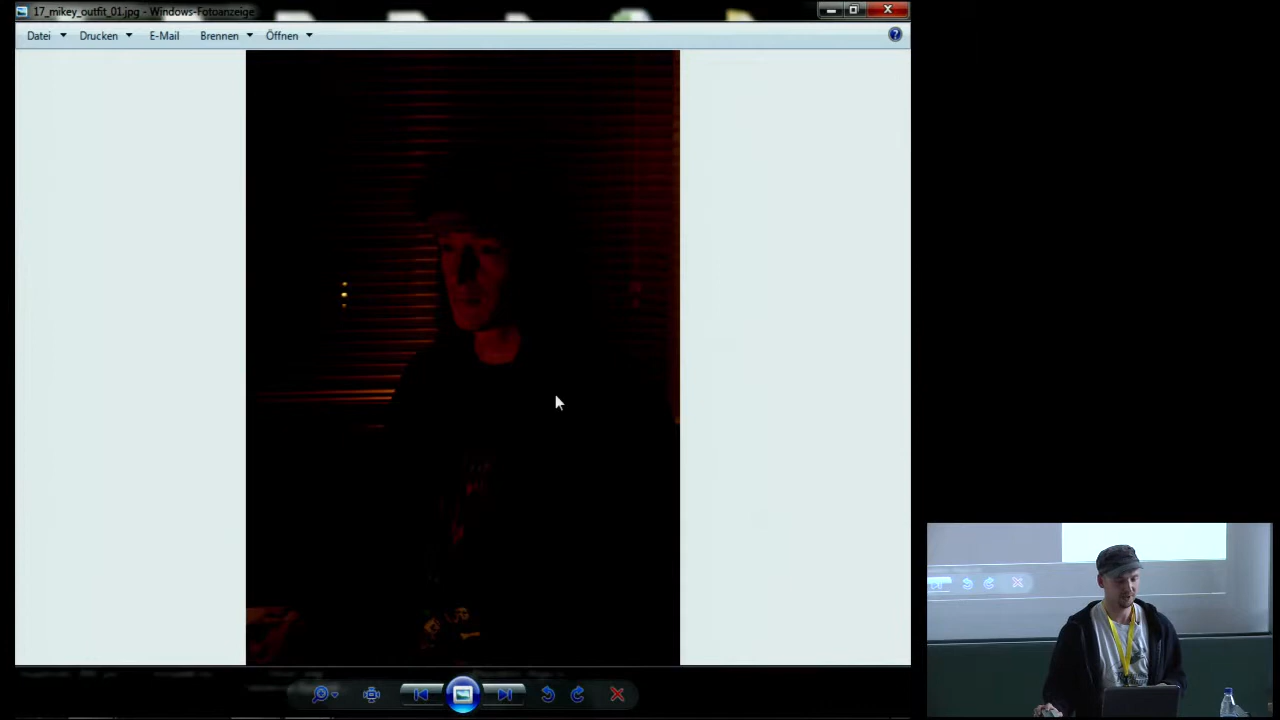 17_mikey_outfit_01.jpg - Windows-Fotoanzeige
Datei
Drucken
E-Mail
Brennen
Öffnen